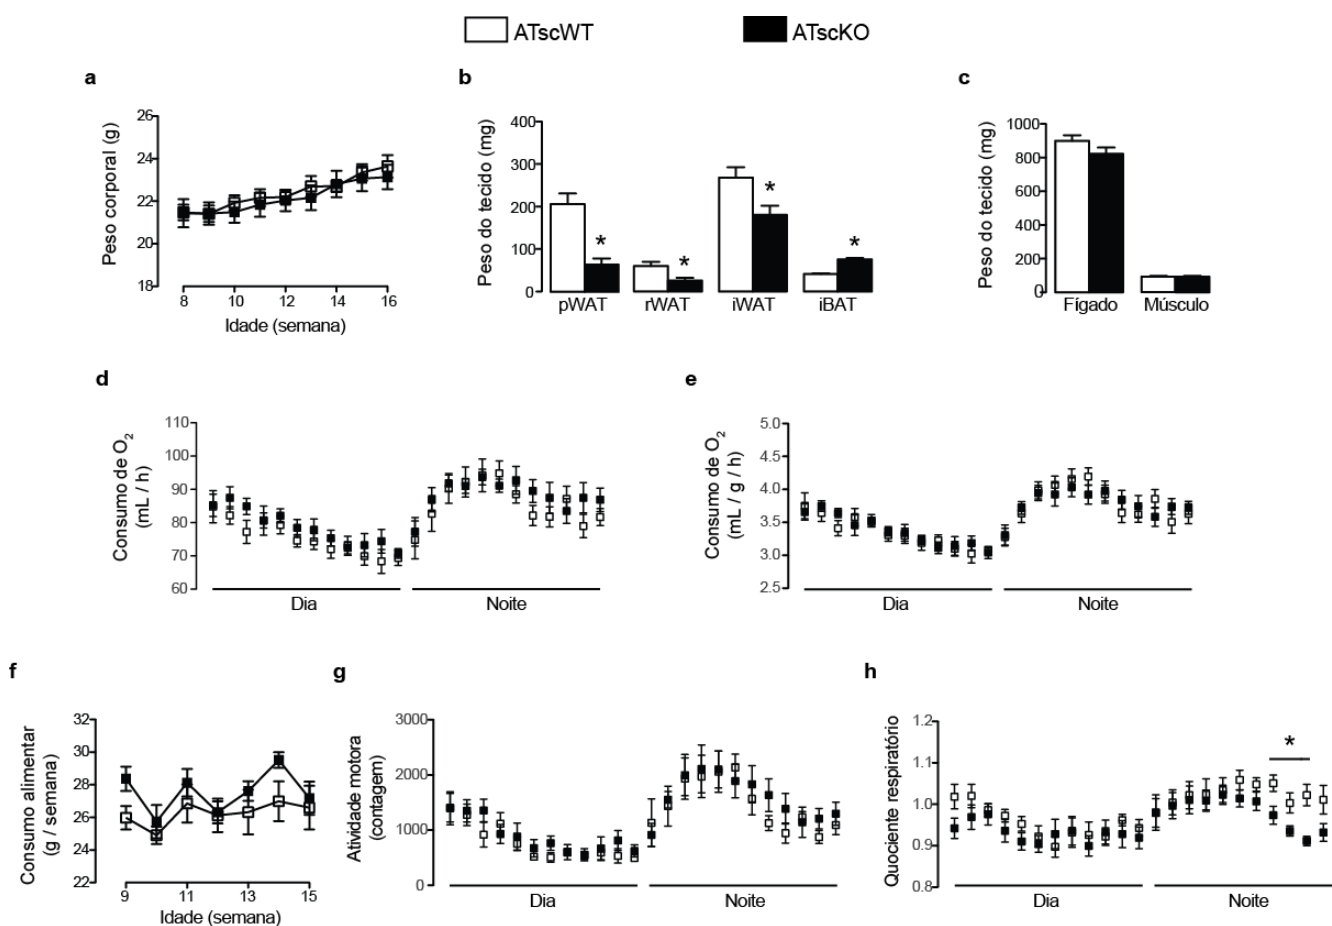 ATscWT
ATscKO
a
Peso corporal (g)
26
24
22
20
18
8
10
12
14
16
Idade (semana)
b
Peso do tecido (mg)
400
300
200
100
0
*
*
*
*
pWAT
rWAT
iWAT
iBAT
c
Peso do tecido (mg)
1000
800
600
400
200
0
Fígado
Músculo
d
Consumo de O2
(mL / h)
110
100
90
80
70
60
Dia
Noite
e
Consumo de O2
(mL / g / h)
5.0
4.5
4.0
3.5
3.0
2.5
Dia
Noite
f
Consumo alimentar
(g / semana)
32
30
28
26
24
22
9
11
13
15
Idade (semana)
g
Atividade motora
(contagem)
3000
2000
1000
0
Dia
Noite
h
Quociente respiratório
1.2
1.1
1.0
0.9
0.8
*
Dia
Noite